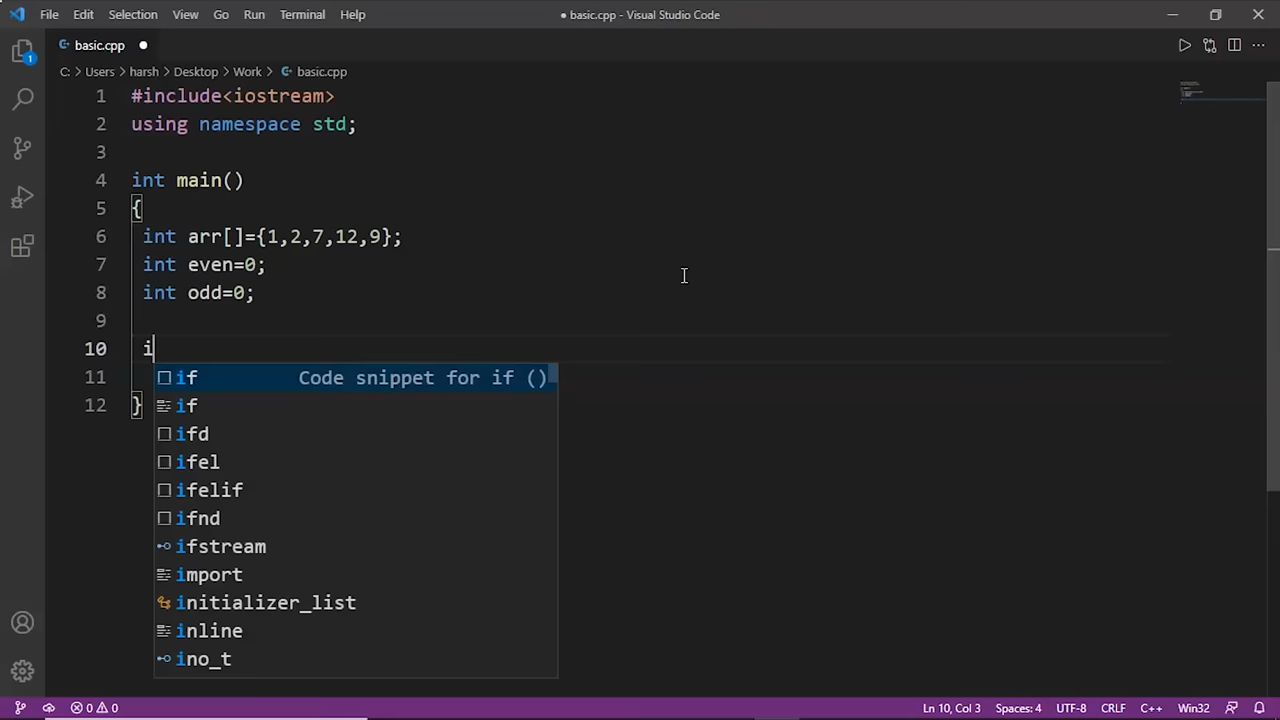 File Edit Selection View Go Run Terminal Help ● basic.cpp - Visual Studio Code
basic.cpp
C: > Users > harsh > Desktop > Work > basic.cpp
1 #include<iostream>
2 using namespace std;
3
4 int main()
5 {
6 int arr[]={1,2,7,12,9};
7 int even=0;
8 int odd=0;
9
10 i
11 if Code snippet for if ()
12 } if
ifd
ifel
ifelif
ifnd
ifstream
import
initializer_list
inline
ino_t
0 0 Ln 10, Col 3 Spaces: 4 UTF-8 CRLF C++ Win32
1